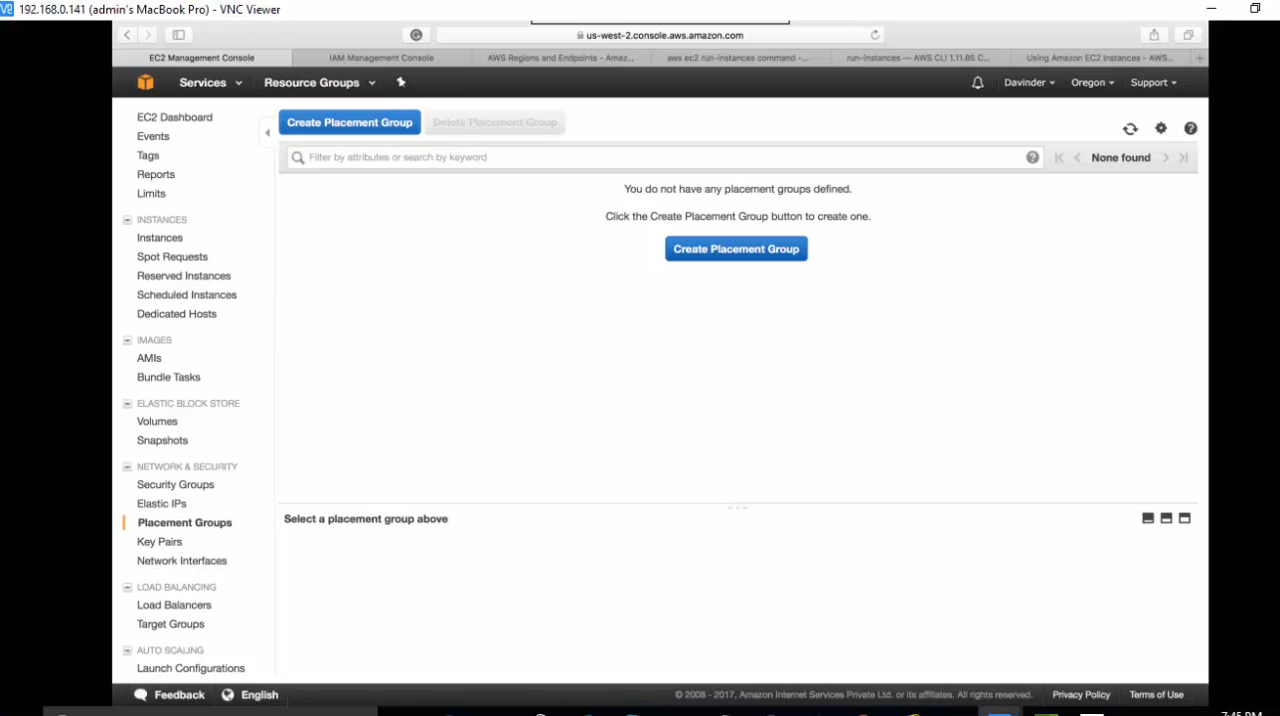 192.168.0.141 (admin's MacBook Pro) - VNC Viewer
us-west-2.console.aws.amazon.com
EC2 Management Console
IAM Management Console
AWS Regions and Endpoints - Amaz...
aws ec2 run-instances command -...
run-instances — AWS CLI 1.11.85 C...
Using Amazon EC2 Instances - AWS...
Services
Resource Groups
Davinder
Oregon
Support
EC2 Dashboard
Events
Tags
Reports
Limits
INSTANCES
Instances
Spot Requests
Reserved Instances
Scheduled Instances
Dedicated Hosts
IMAGES
AMIs
Bundle Tasks
ELASTIC BLOCK STORE
Volumes
Snapshots
NETWORK & SECURITY
Security Groups
Elastic IPs
Placement Groups
Key Pairs
Network Interfaces
LOAD BALANCING
Load Balancers
Target Groups
AUTO SCALING
Launch Configurations
Create Placement Group
Delete Placement Group
Filter by attributes or search by keyword
None found
You do not have any placement groups defined.
Click the Create Placement Group button to create one.
Create Placement Group
Select a placement group above
Feedback
English
© 2008 - 2017, Amazon Internet Services Private Ltd. or its affiliates. All rights reserved.
Privacy Policy
Terms of Use
7:45 PM